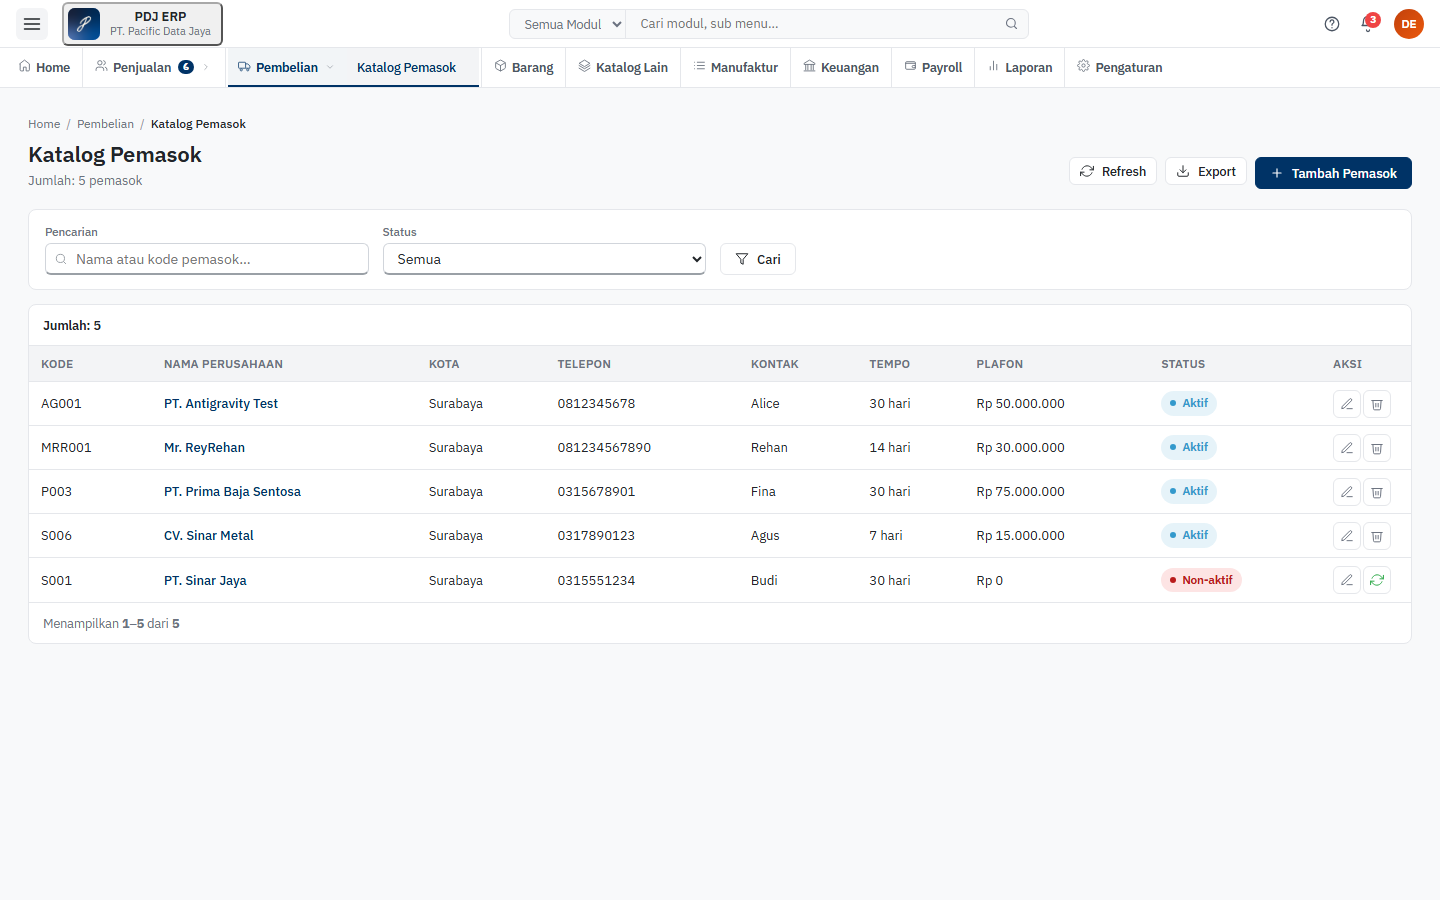 PDJ ERP
PT. Pacific Data Jaya
Semua Modul
Cari modul, sub menu...
3
DE
Home
Penjualan 6
Pembelian
Katalog Pemasok
Barang
Katalog Lain
Manufaktur
Keuangan
Payroll
Laporan
Pengaturan
Home / Pembelian / Katalog Pemasok
Katalog Pemasok
Jumlah: 5 pemasok
Refresh
Export
Tambah Pemasok
Pencarian
Nama atau kode pemasok...
Status
Semua
Cari
Jumlah: 5
KODE NAMA PERUSAHAAN KOTA TELEPON KONTAK TEMPO PLAFON STATUS AKSI
AG001 PT. Antigravity Test Surabaya 0812345678 Alice 30 hari Rp 50.000.000 Aktif
MRR001 Mr. ReyRehan Surabaya 081234567890 Rehan 14 hari Rp 30.000.000 Aktif
P003 PT. Prima Baja Sentosa Surabaya 0315678901 Fina 30 hari Rp 75.000.000 Aktif
S006 CV. Sinar Metal Surabaya 0317890123 Agus 7 hari Rp 15.000.000 Aktif
S001 PT. Sinar Jaya Surabaya 0315551234 Budi 30 hari Rp 0 Non-aktif
Menampilkan 1–5 dari 5